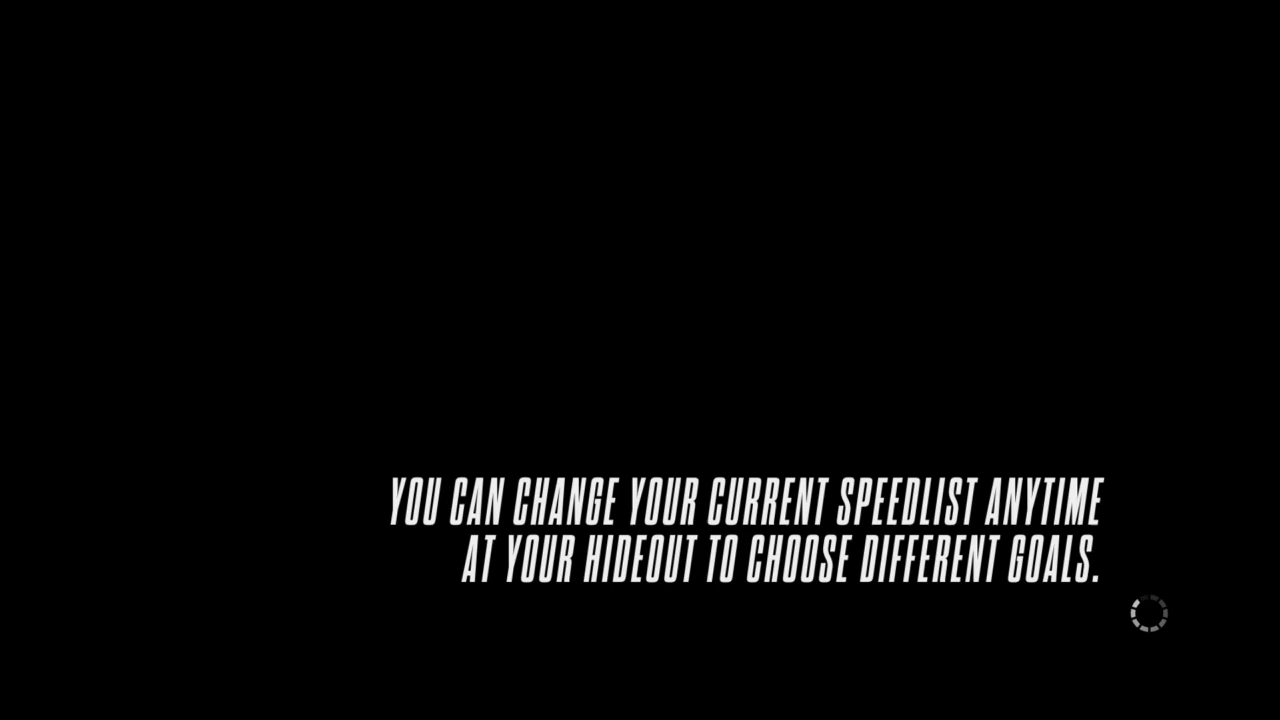 YOU CAN CHANGE YOUR CURRENT SPEEDLIST ANYTIME
AT YOUR HIDEOUT TO CHOOSE DIFFERENT GOALS.